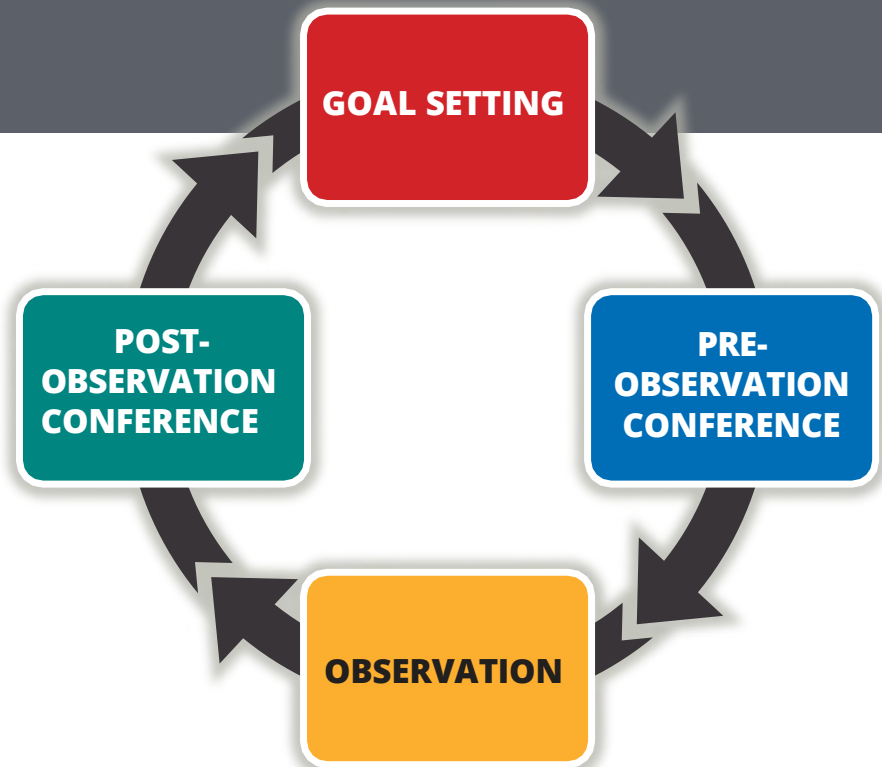 GOAL SETTING
PRE-
OBSERVATION
CONFERENCE
OBSERVATION
POST-
OBSERVATION
CONFERENCE